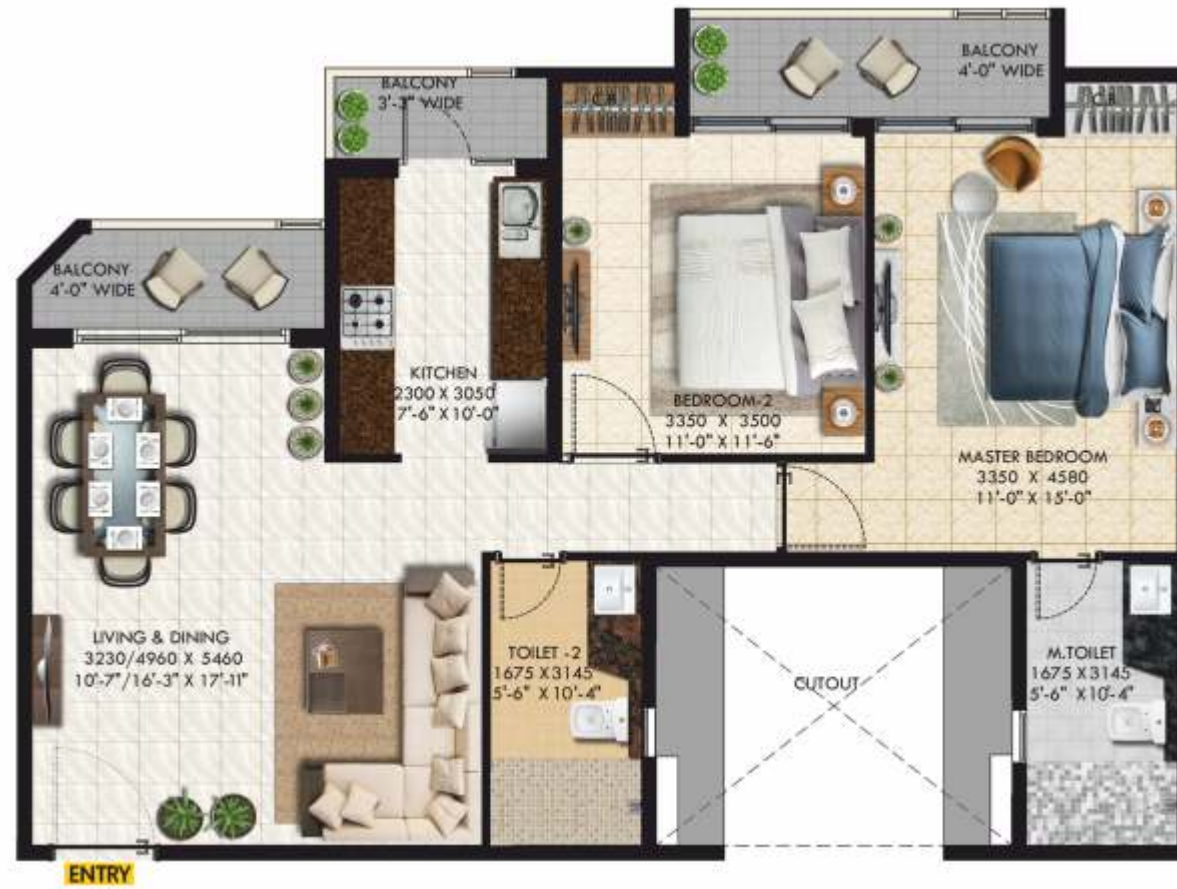 BALCONY
4'-0" WIDE
BALCONY
3'-3" WIDE
C.B
C.B
BALCONY
4'-0" WIDE
KITCHEN
2300 X 3050
7'-6" X 10'-0"
BEDROOM-2
3350 X 3500
11'-0" X 11'-6"
MASTER BEDROOM
3350 X 4580
11'-0" X 15'-0"
LIVING & DINING
3230/4960 X 5460
10'-7"/16'-3" X 17'-11"
TOILET -2
1675 X 3145
5'-6" X 10'-4"
CUTOUT
M.TOILET
1675 X 3145
5'-6" X 10'-4"
ENTRY